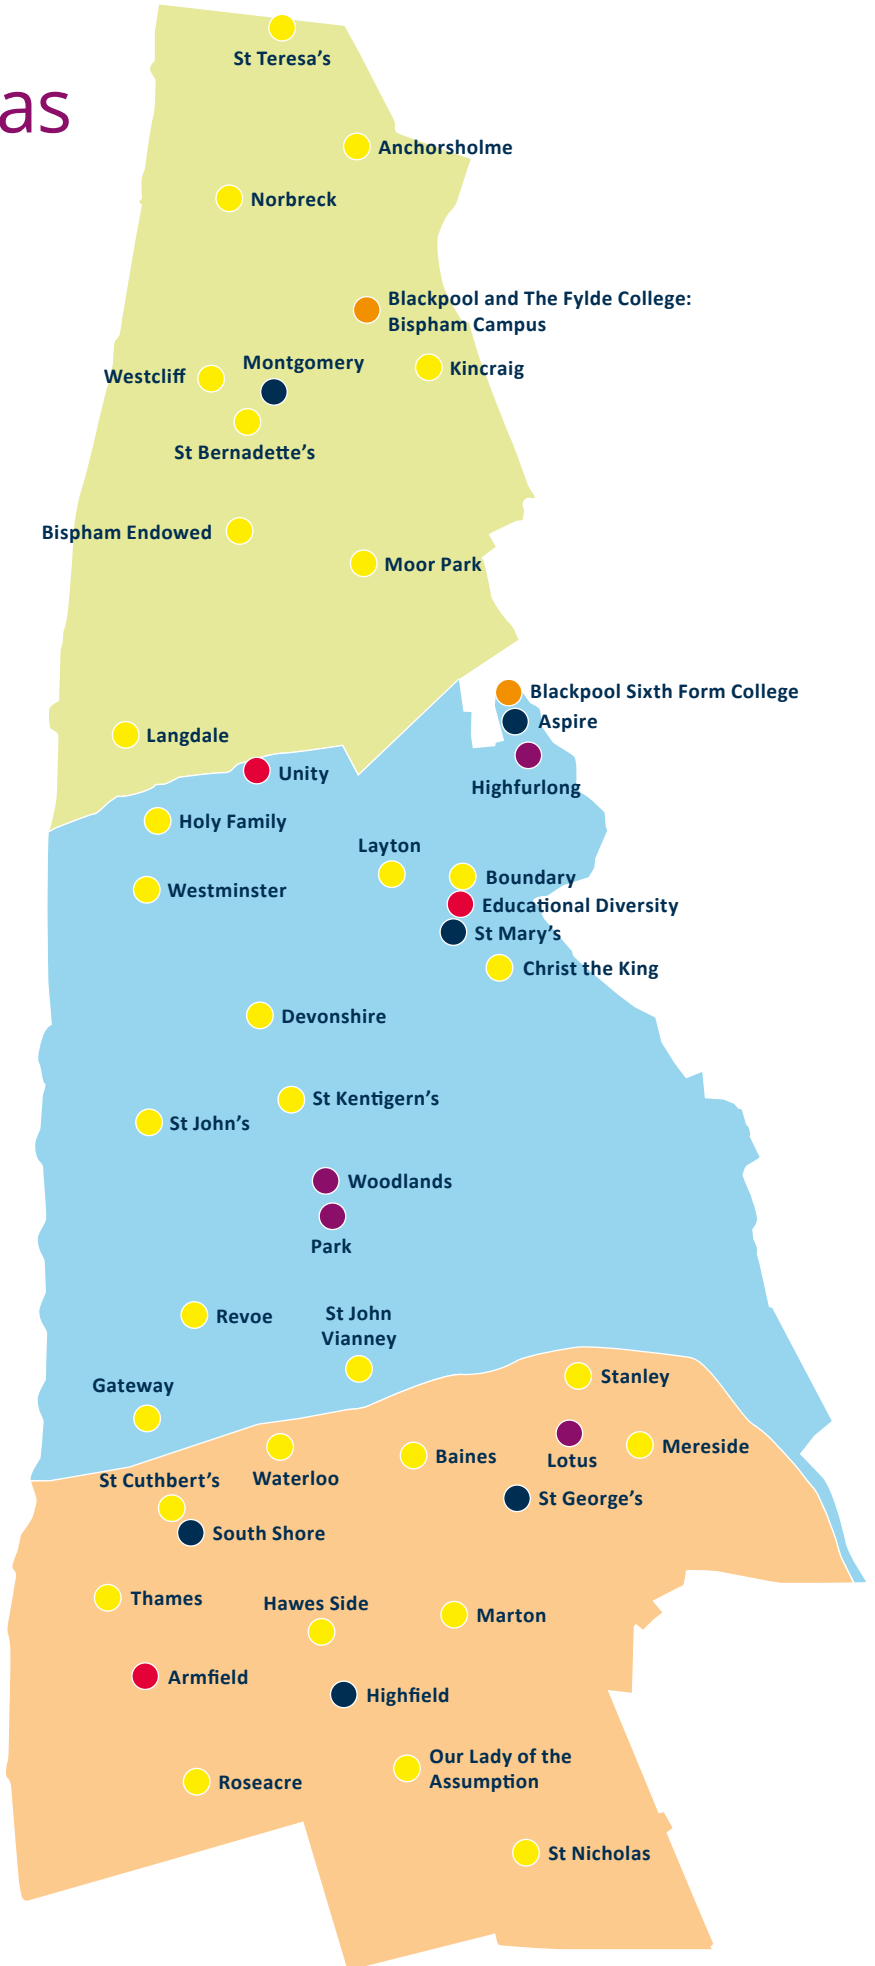 St Teresa’s
as
Anchorsholme
Norbreck
Blackpool and The Fylde College:
Bispham Campus
Montgomery
Westcliff
Kincraig
St Bernadette’s
Bispham Endowed
Moor Park
Blackpool Sixth Form College
Aspire
Langdale
Unity
Highfurlong
Holy Family
Layton
Boundary
Westminster
Educational Diversity
St Mary’s
Christ the King
Devonshire
St Kentigern’s
St John’s
Woodlands
Park
Revoe
St John
Vianney
Stanley
Gateway
Mereside
Baines
Lotus
St Cuthbert’s
Waterloo
St George’s
South Shore
Thames
Hawes Side
Marton
Armfield
Highfield
Our Lady of the
Assumption
Roseacre
St Nicholas